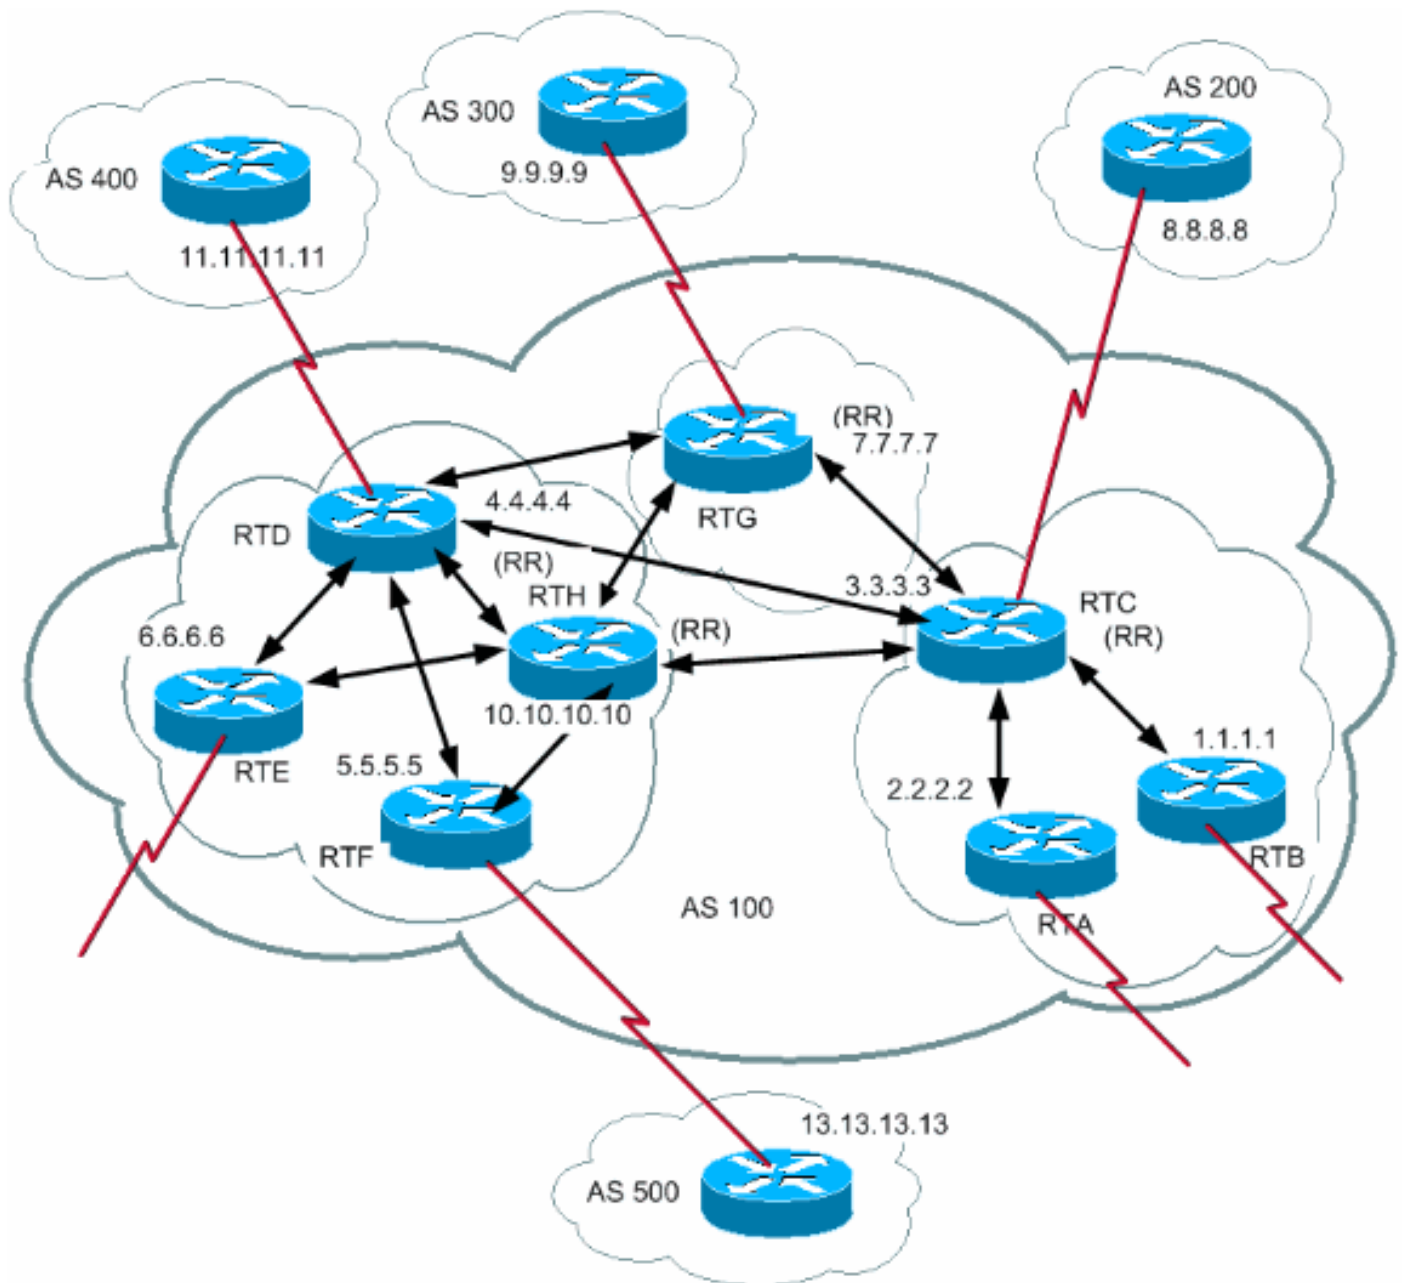 AS 300
AS 200
AS 400
9.9.9.9
8.8.8.8
11.11.11.11
(RR)
7.7.7.7
4.4.4.4
RTG
RTD
(RR)
RTH
3.3.3.3
RTC
(RR)
6.6.6.6
(RR)
10.10.10.10
1.1.1.1
RTE
5.5.5.5
2.2.2.2
RTF
RTB
AS 100
RTA
13.13.13.13
AS 500